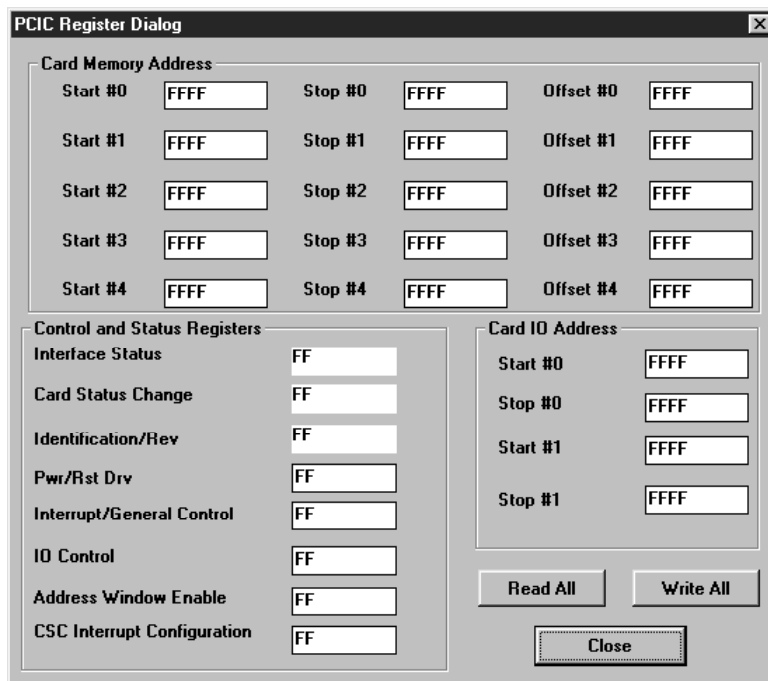 PCIC Register Dialog
Card Memory Address
Start #0 FFFF Stop #0 FFFF Offset #0 FFFF
Start #1 FFFF Stop #1 FFFF Offset #1 FFFF
Start #2 FFFF Stop #2 FFFF Offset #2 FFFF
Start #3 FFFF Stop #3 FFFF Offset #3 FFFF
Start #4 FFFF Stop #4 FFFF Offset #4 FFFF
Control and Status Registers
Interface Status FF
Card Status Change FF
Identification/Rev FF
Pwr/Rst Drv FF
Interrupt/General Control FF
IO Control FF
Address Window Enable FF
CSC Interrupt Configuration FF
Card IO Address
Start #0 FFFF
Stop #0 FFFF
Start #1 FFFF
Stop #1 FFFF
Read All Write All
Close